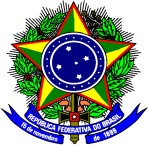 REPÚBLICA FEDERATIVA DO BRASIL
15 de novembro de 1889